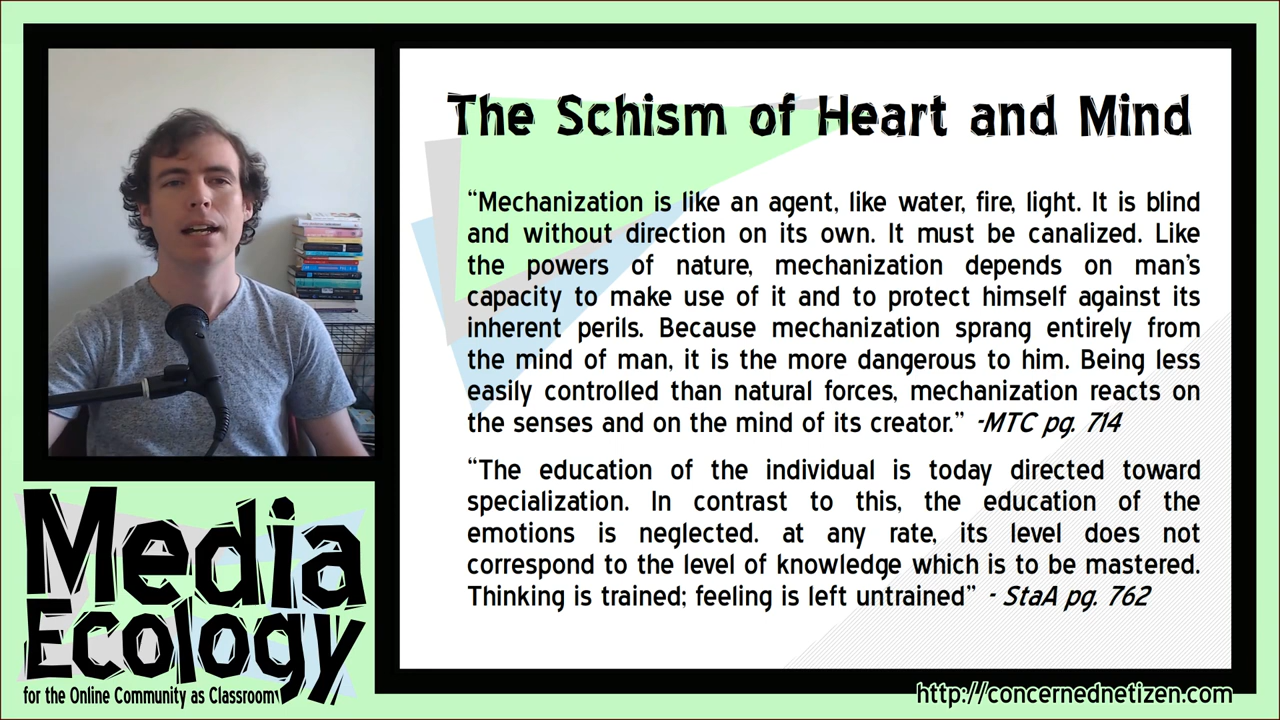 The Schism of Heart and Mind
“Mechanization is like an agent, like water, fire, light. It is blind
and without direction on its own. It must be canalized. Like
the powers of nature, mechanization depends on man's
capacity to make use of it and to protect himself against its
inherent perils. Because mechanization sprang entirely from
the mind of man, it is the more dangerous to him. Being less
easily controlled than natural forces, mechanization reacts on
the senses and on the mind of its creator.” -MTC pg. 714
“The education of the individual is today directed toward
specialization. In contrast to this, the education of the
emotions is neglected. at any rate, its level does not
correspond to the level of knowledge which is to be mastered.
Thinking is trained; feeling is left untrained” - StaA pg. 762
Media
Ecology
for the Online Community as Classroom
http://concernednetizen.com